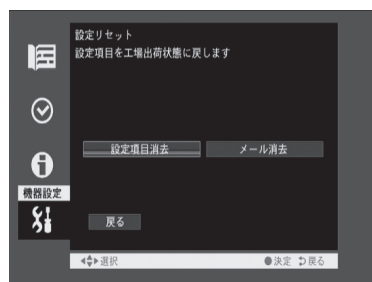 設定リセット
設定項目を工場出荷状態に戻します
設定項目消去
メール消去
機器設定
戻る
選択
決定 戻る